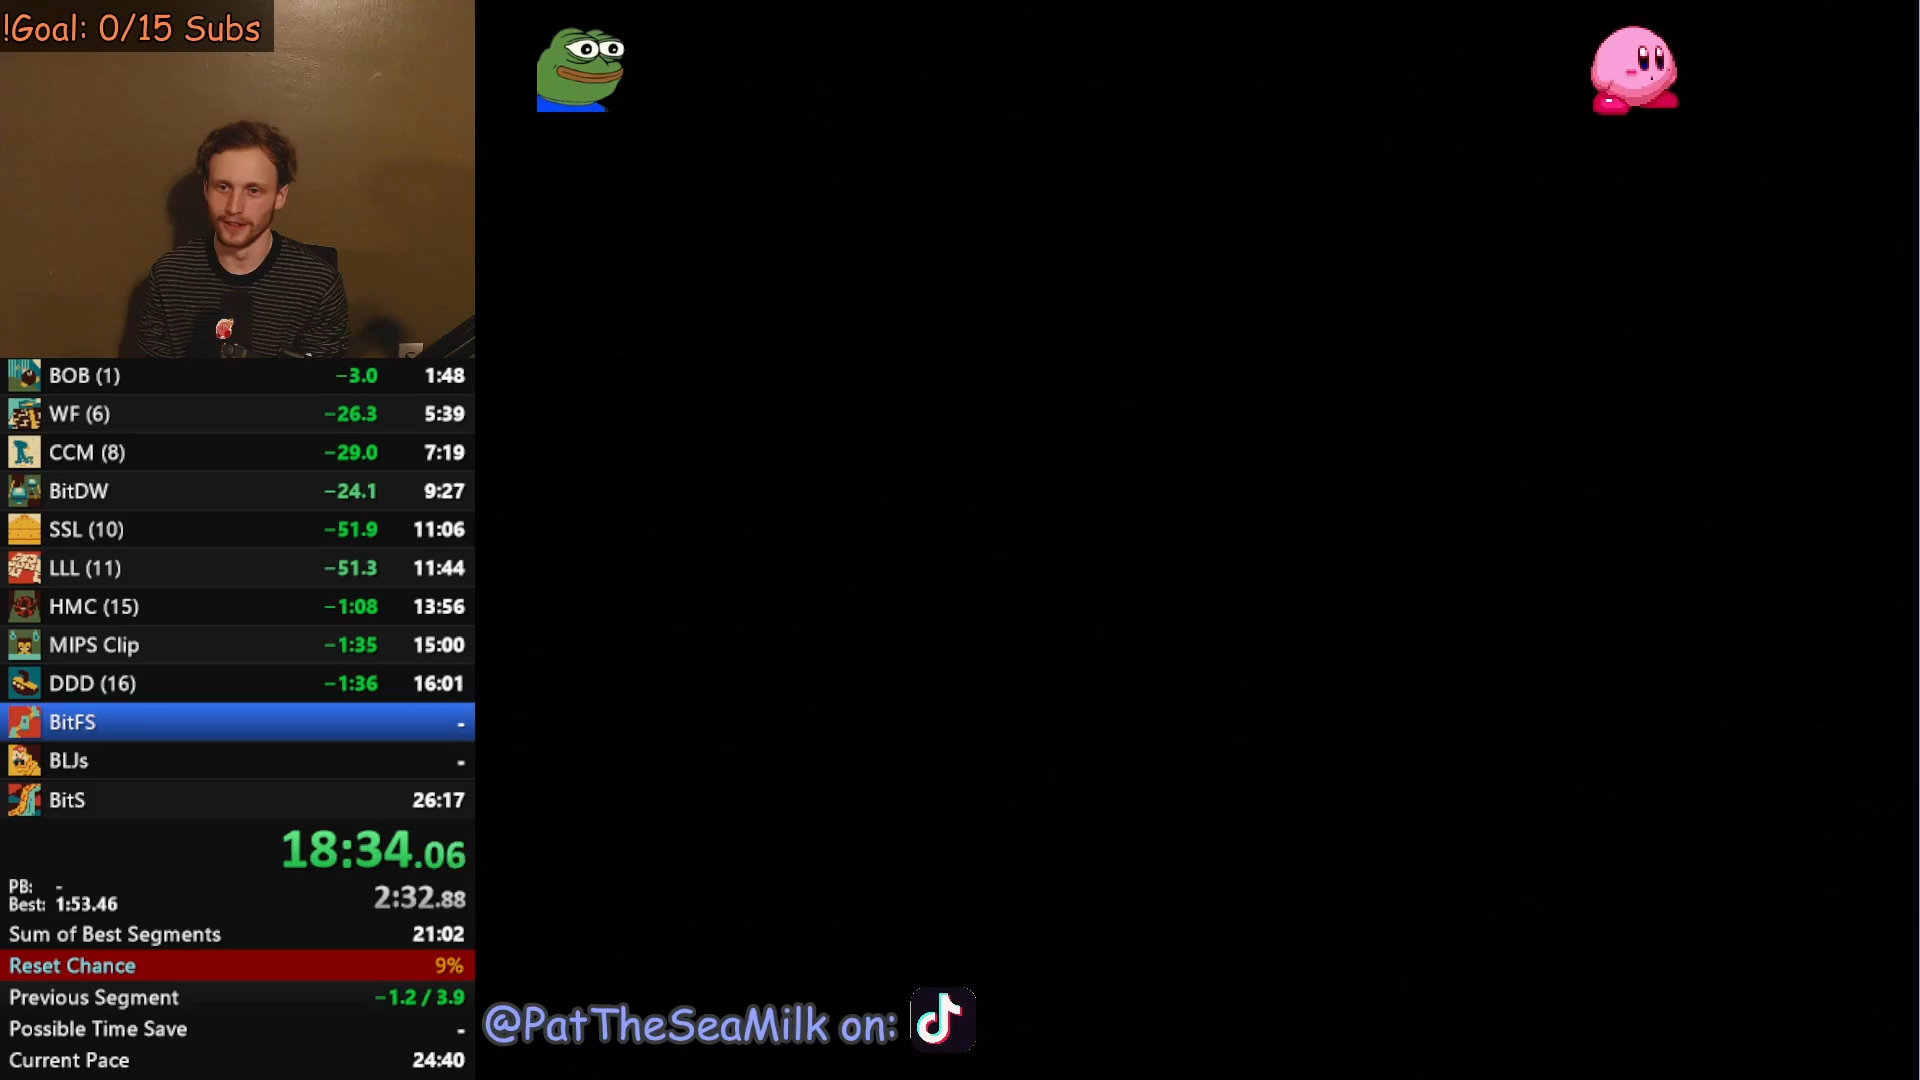 !Goal: 0/15 Subs
BOB (1) −3.0 1:48
WF (6) −26.3 5:39
CCM (8) −29.0 7:19
BitDW −24.1 9:27
SSL (10) −51.9 11:06
LLL (11) −51.3 11:44
HMC (15) −1:08 13:56
MIPS Clip −1:35 15:00
DDD (16) −1:36 16:01
BitFS -
BLJs -
BitS 26:17
18:34.06
PB: -
Best: 1:53.46 2:32.88
Sum of Best Segments 21:02
Reset Chance 9%
Previous Segment −1.2 / 3.9
Possible Time Save -
Current Pace 24:40
@PatTheSeaMilk on: